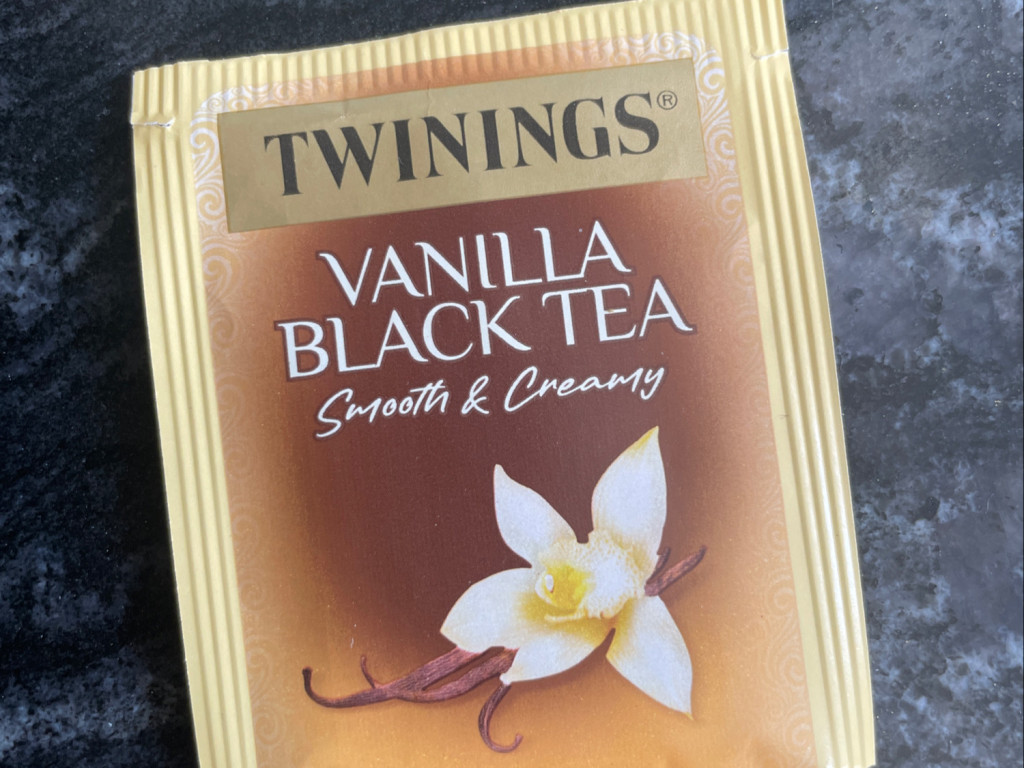 TWININGS®
VANILLA
BLACK TEA
Smooth & Creamy